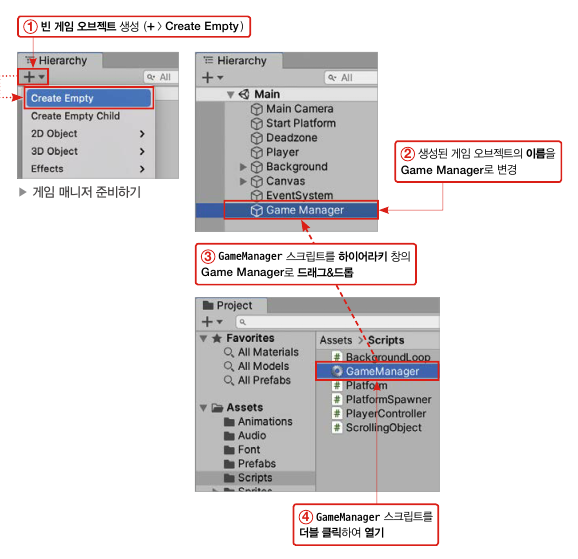 ① 빈 게임 오브젝트 생성 (+ > Create Empty)
Hierarchy
+ ▾ All
Create Empty
Create Empty Child
2D Object >
3D Object >
Effects >
▶ 게임 매니저 준비하기
Hierarchy
+ ▾ All
▼ Main
Main Camera
Start Platform
Deadzone
Player
▶ Background
▶ Canvas
EventSystem
Game Manager
② 생성된 게임 오브젝트의 이름을
Game Manager로 변경
③ GameManager 스크립트를 하이어라키 창의
Game Manager로 드래그&드롭
Project
+ ▾
▼ ★ Favorites
All Materials
All Models
All Prefabs
▼ Assets
Animations
Audio
Font
Prefabs
Scripts
Sprites
Assets > Scripts
# BackgroundLoop
GameManager
# Platform
# PlatformSpawner
# PlayerController
# ScrollingObject
④ GameManager 스크립트를
더블 클릭하여 열기